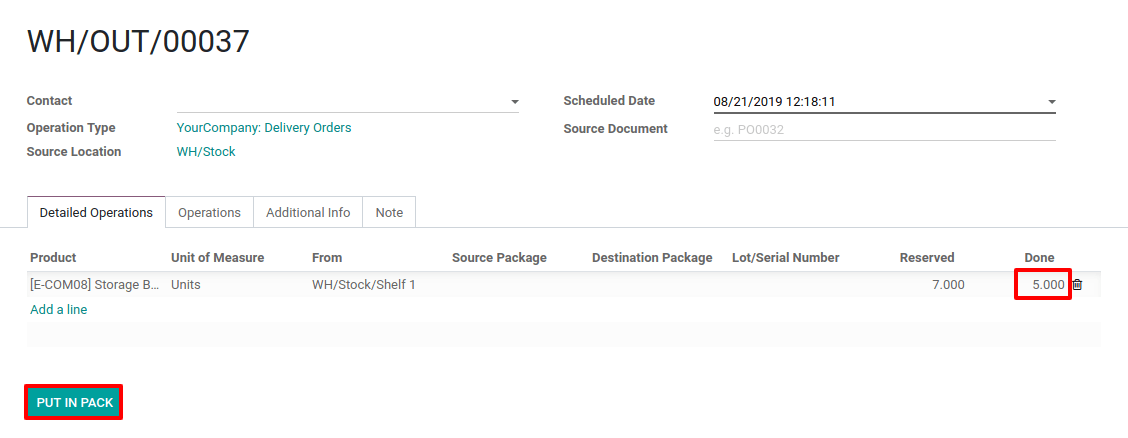 WH/OUT/00037
Contact
Scheduled Date 08/21/2019 12:18:11
Operation Type YourCompany: Delivery Orders
Source Document e.g. PO0032
Source Location WH/Stock
Detailed Operations Operations Additional Info Note
Product Unit of Measure From Source Package Destination Package Lot/Serial Number Reserved Done
[E-COM08] Storage B... Units WH/Stock/Shelf 1 7.000 5.000
Add a line
PUT IN PACK